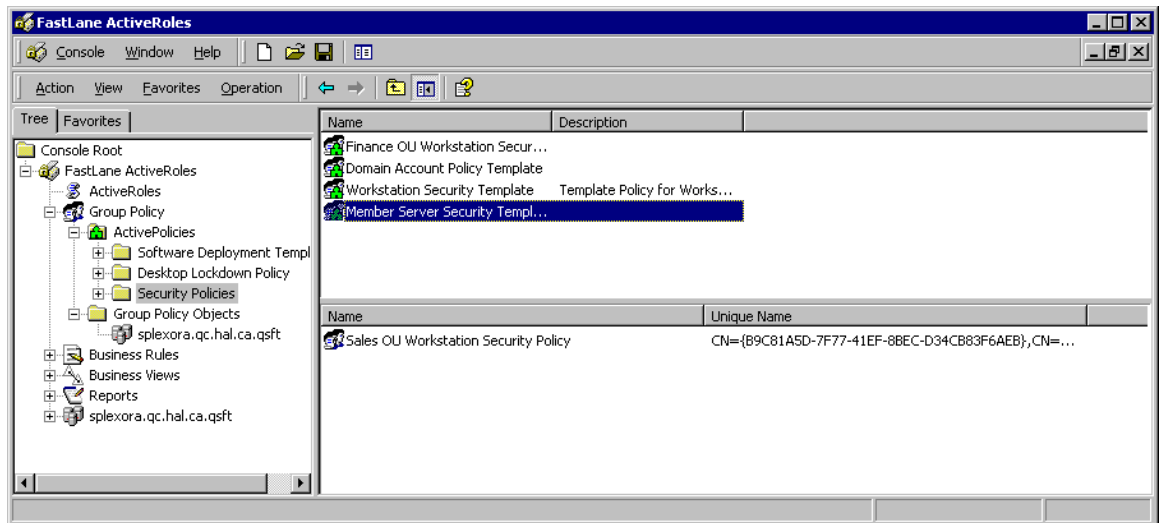 FastLane ActiveRoles
Console Window Help
Action View Favorites Operation
Tree Favorites
Console Root
FastLane ActiveRoles
ActiveRoles
Group Policy
ActivePolicies
Software Deployment Templ
Desktop Lockdown Policy
Security Policies
Group Policy Objects
splexora.qc.hal.ca.qsft
Business Rules
Business Views
Reports
splexora.qc.hal.ca.qsft
Name Description
Finance OU Workstation Secur...
Domain Account Policy Template
Workstation Security Template Template Policy for Works...
Member Server Security Templ...
Name Unique Name
Sales OU Workstation Security Policy CN={B9C81A5D-7F77-41EF-8BEC-D34CB83F6AEB},CN=...